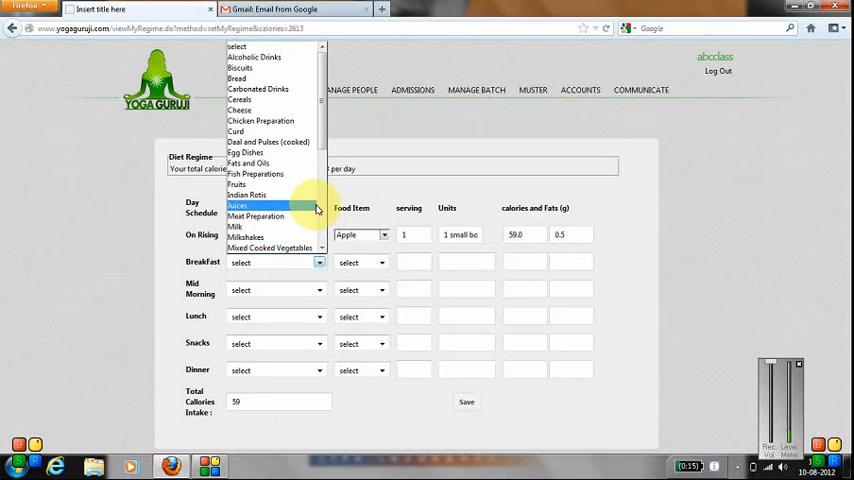 Firefox
Insert title here
Gmail: Email from Google
www.yogaguruji.com/viewMyRegime.do?method=setMyRegime&calories=2613
Google
YOGA
GURUJI
ANAGE PEOPLE
ADMISSIONS
MANAGE BATCH
MUSTER
ACCOUNTS
COMMUNICATE
abcclass
Log Out
select
Alcoholic Drinks
Biscuits
Bread
Carbonated Drinks
Cereals
Cheese
Chicken Preparation
Curd
Daal and Pulses (cooked)
Egg Dishes
Fats and Oils
Fish Preparations
Fruits
Indian Rotis
Juices
Meat Preparation
Milk
Milkshakes
Mixed Cooked Vegetables
Diet Regime
Your total calorie
3 per day
Day Schedule Food Item serving Units calories and Fats (g)
On Rising Apple 1 1 small bo 59.0 0.5
BreakFast select select
Mid Morning select select
Lunch select select
Snacks select select
Dinner select select
Total Calories Intake : 59 Save
Rec. Vol
(0:15)
10-08-2012